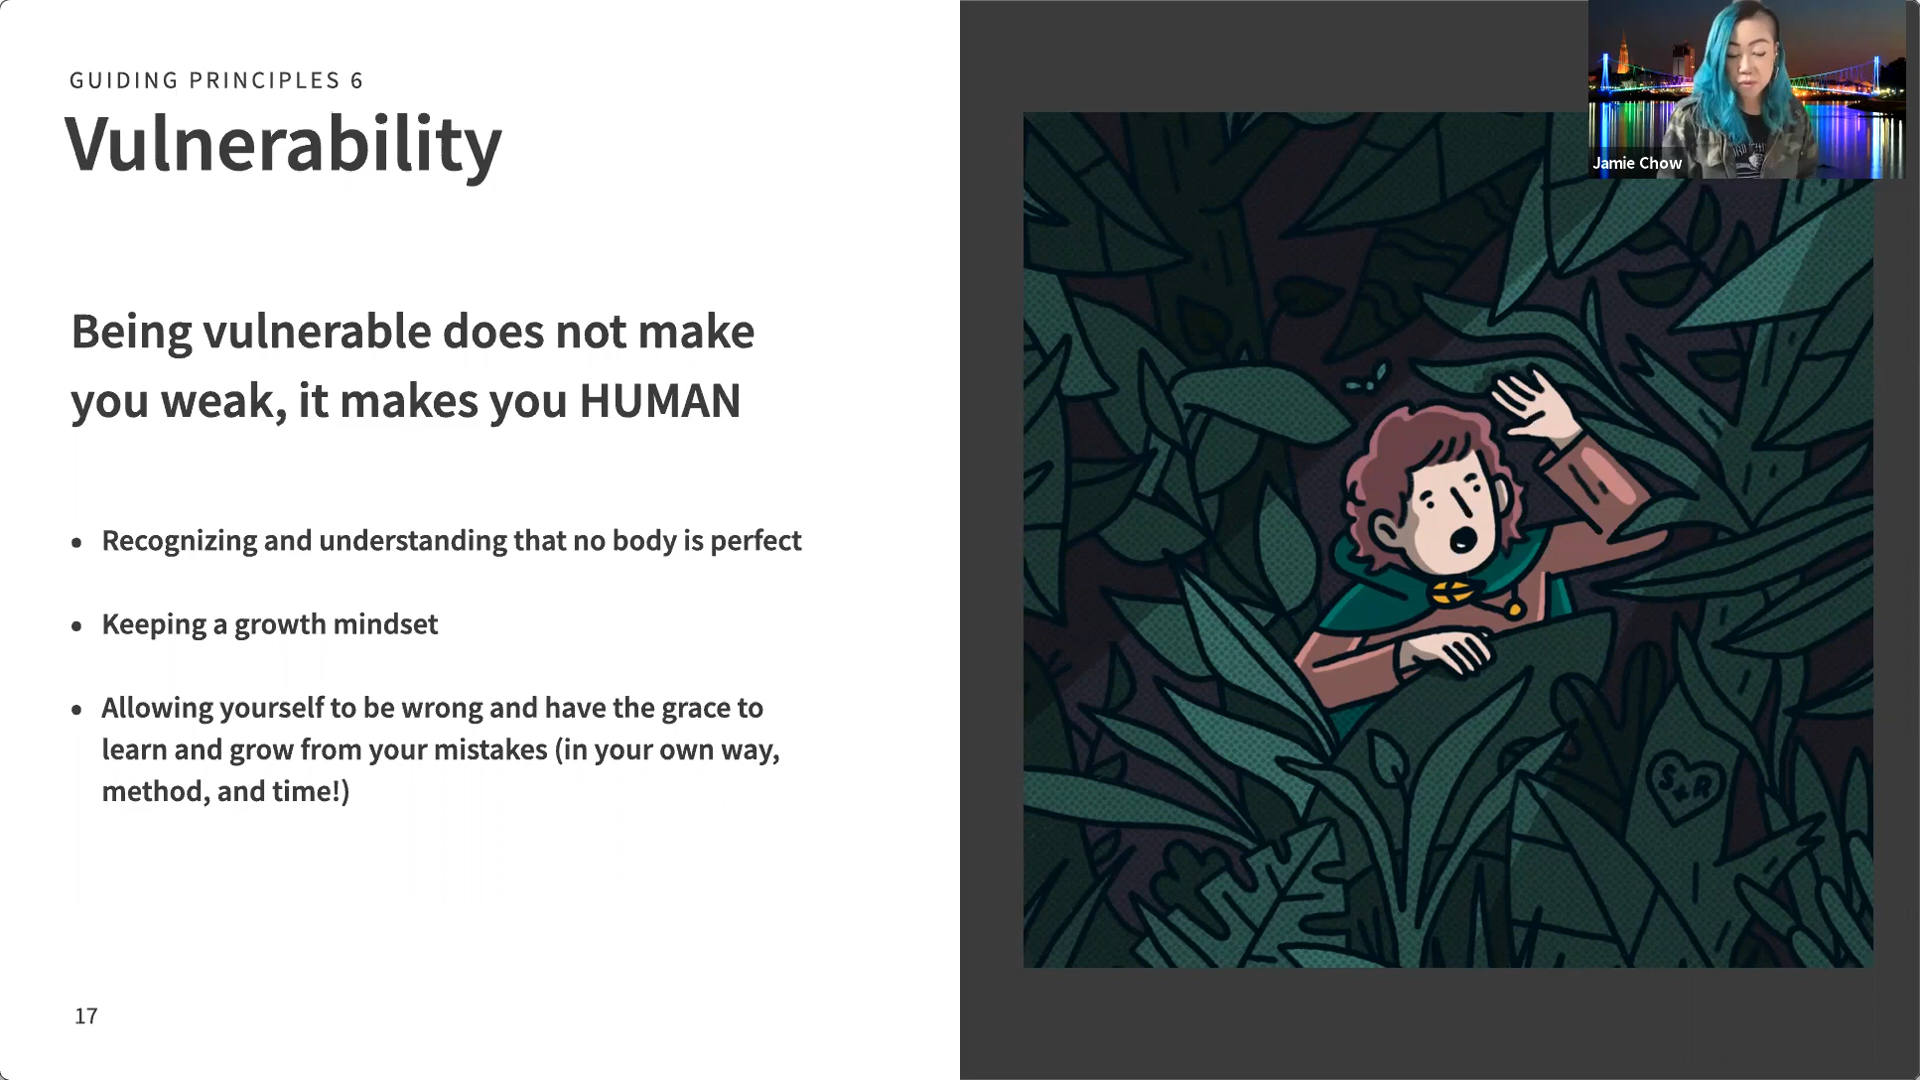 GUIDING PRINCIPLES 6
Vulnerability
Being vulnerable does not make
you weak, it makes you HUMAN
• Recognizing and understanding that no body is perfect
• Keeping a growth mindset
• Allowing yourself to be wrong and have the grace to
learn and grow from your mistakes (in your own way,
method, and time!)
17
Jamie Chow
S+R